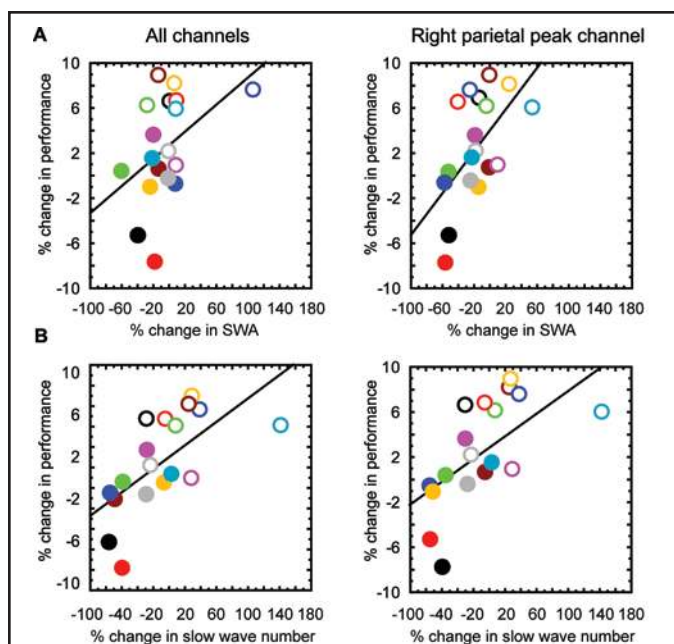 A
All channels
Right parietal peak channel
10
6
2
-2
-6
-10
% change in performance
-100 -60 -20 20 60 100 140 180
% change in SWA
10
6
2
-2
-6
-10
% change in performance
-100 -60 -20 20 60 100 140 180
% change in SWA
B
10
6
2
-2
-6
-10
% change in performance
-100 -60 -20 20 60 100 140 180
% change in slow wave number
10
6
2
-2
-6
-10
% change in performance
-100 -60 -20 20 60 100 140 180
% change in slow wave number